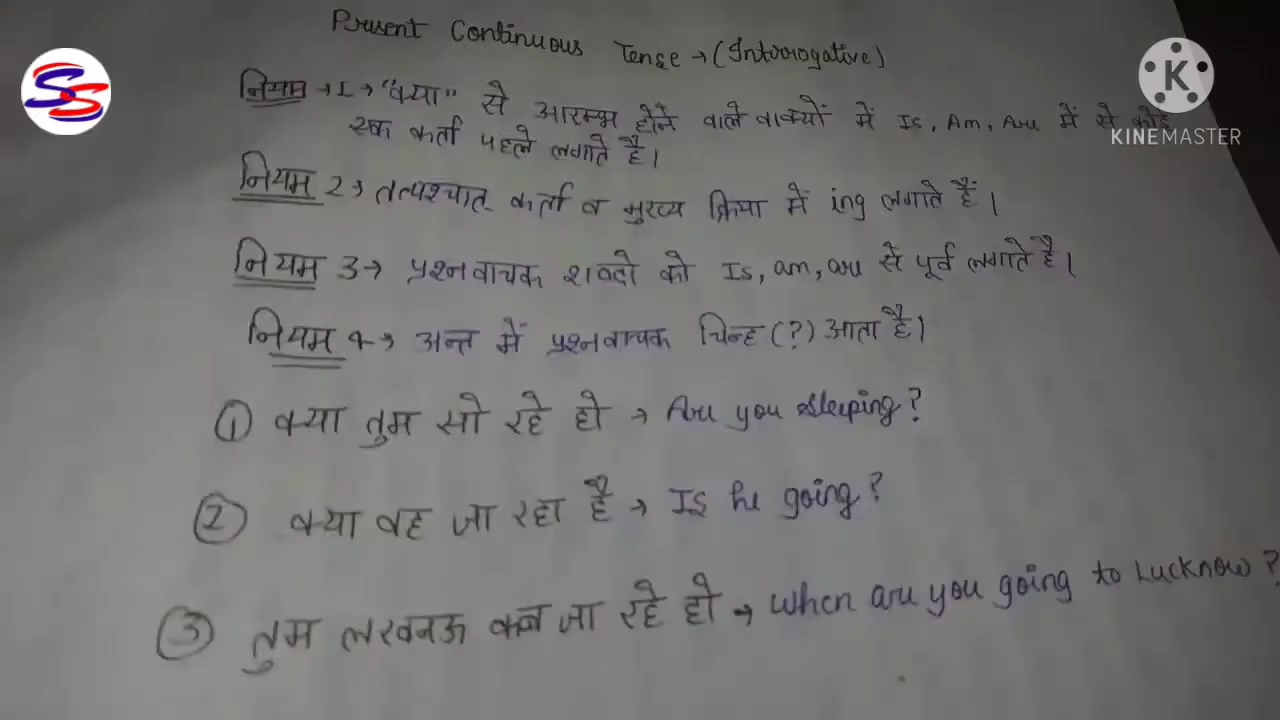 Present Continuous Tense → (Interrogative)
नियम → 1 → "क्या" से आरम्भ होने वाले वाक्यों में Is, Am, Are में से कोई
एक कर्ता पहले लगाते है।
नियम 2 → तत्पश्चात् कर्ता व मुख्य क्रिया में ing लगाते हैं।
नियम 3 → प्रश्नवाचक शब्दो को Is, am, are से पूर्व लगाते है।
नियम 4 → अन्त में प्रश्नवाचक चिन्ह (?) आता है।
① क्या तुम सो रहे हो → Are you sleeping?
② क्या वह जा रहा है → Is he going?
③ तुम लखनऊ कब जा रहे हो → When are you going to Lucknow?
SS
K
KINEMASTER